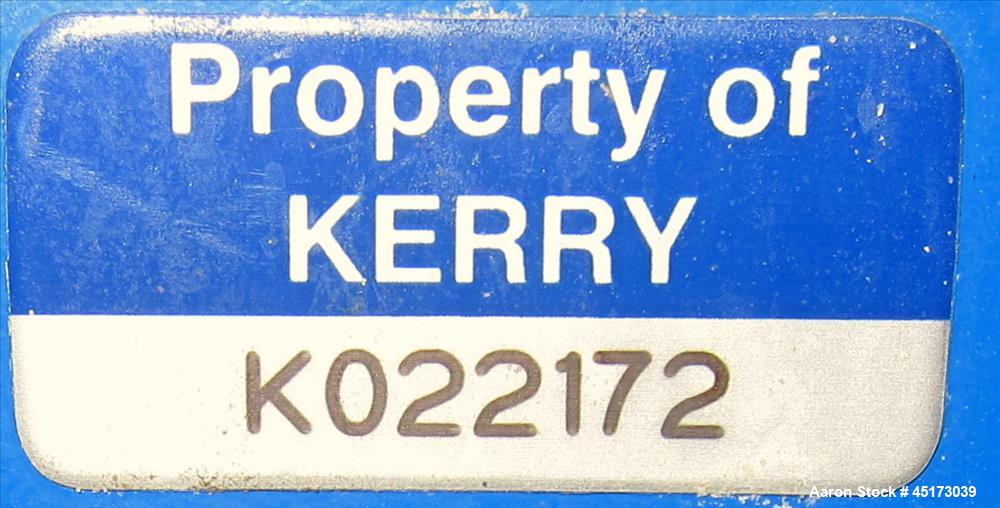 Property of
KERRY
K022172
Aaron Stock # 45173039